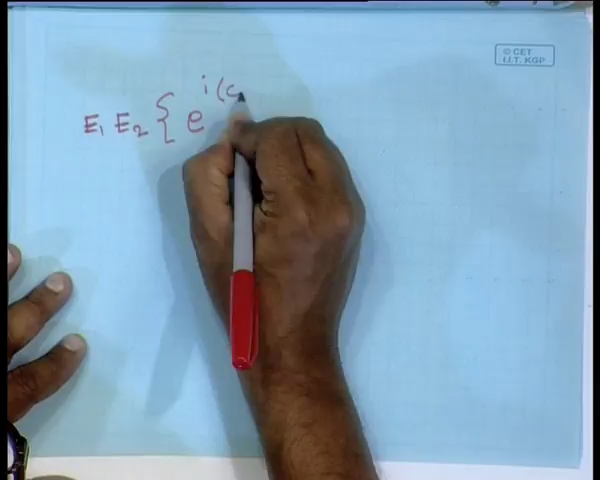 © CET
I.I.T. KGP
E₁ E₂ { e^{i(c